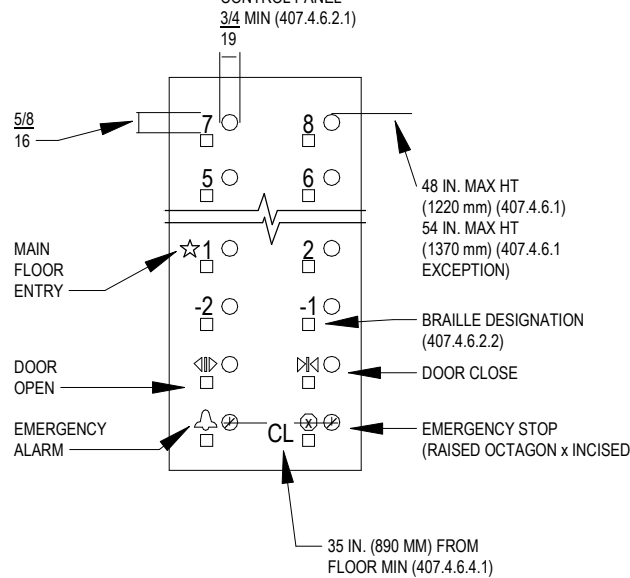 CONTROL PANEL
3/4 MIN (407.4.6.2.1)
19
5/8
16
7
8
5
6
48 IN. MAX HT
(1220 mm) (407.4.6.1)
54 IN. MAX HT
(1370 mm) (407.4.6.1
EXCEPTION)
MAIN
FLOOR
ENTRY
1
2
-2
-1
BRAILLE DESIGNATION
(407.4.6.2.2)
DOOR
OPEN
DOOR CLOSE
EMERGENCY
ALARM
CL
x
EMERGENCY STOP
(RAISED OCTAGON x INCISED
35 IN. (890 MM) FROM
FLOOR MIN (407.4.6.4.1)